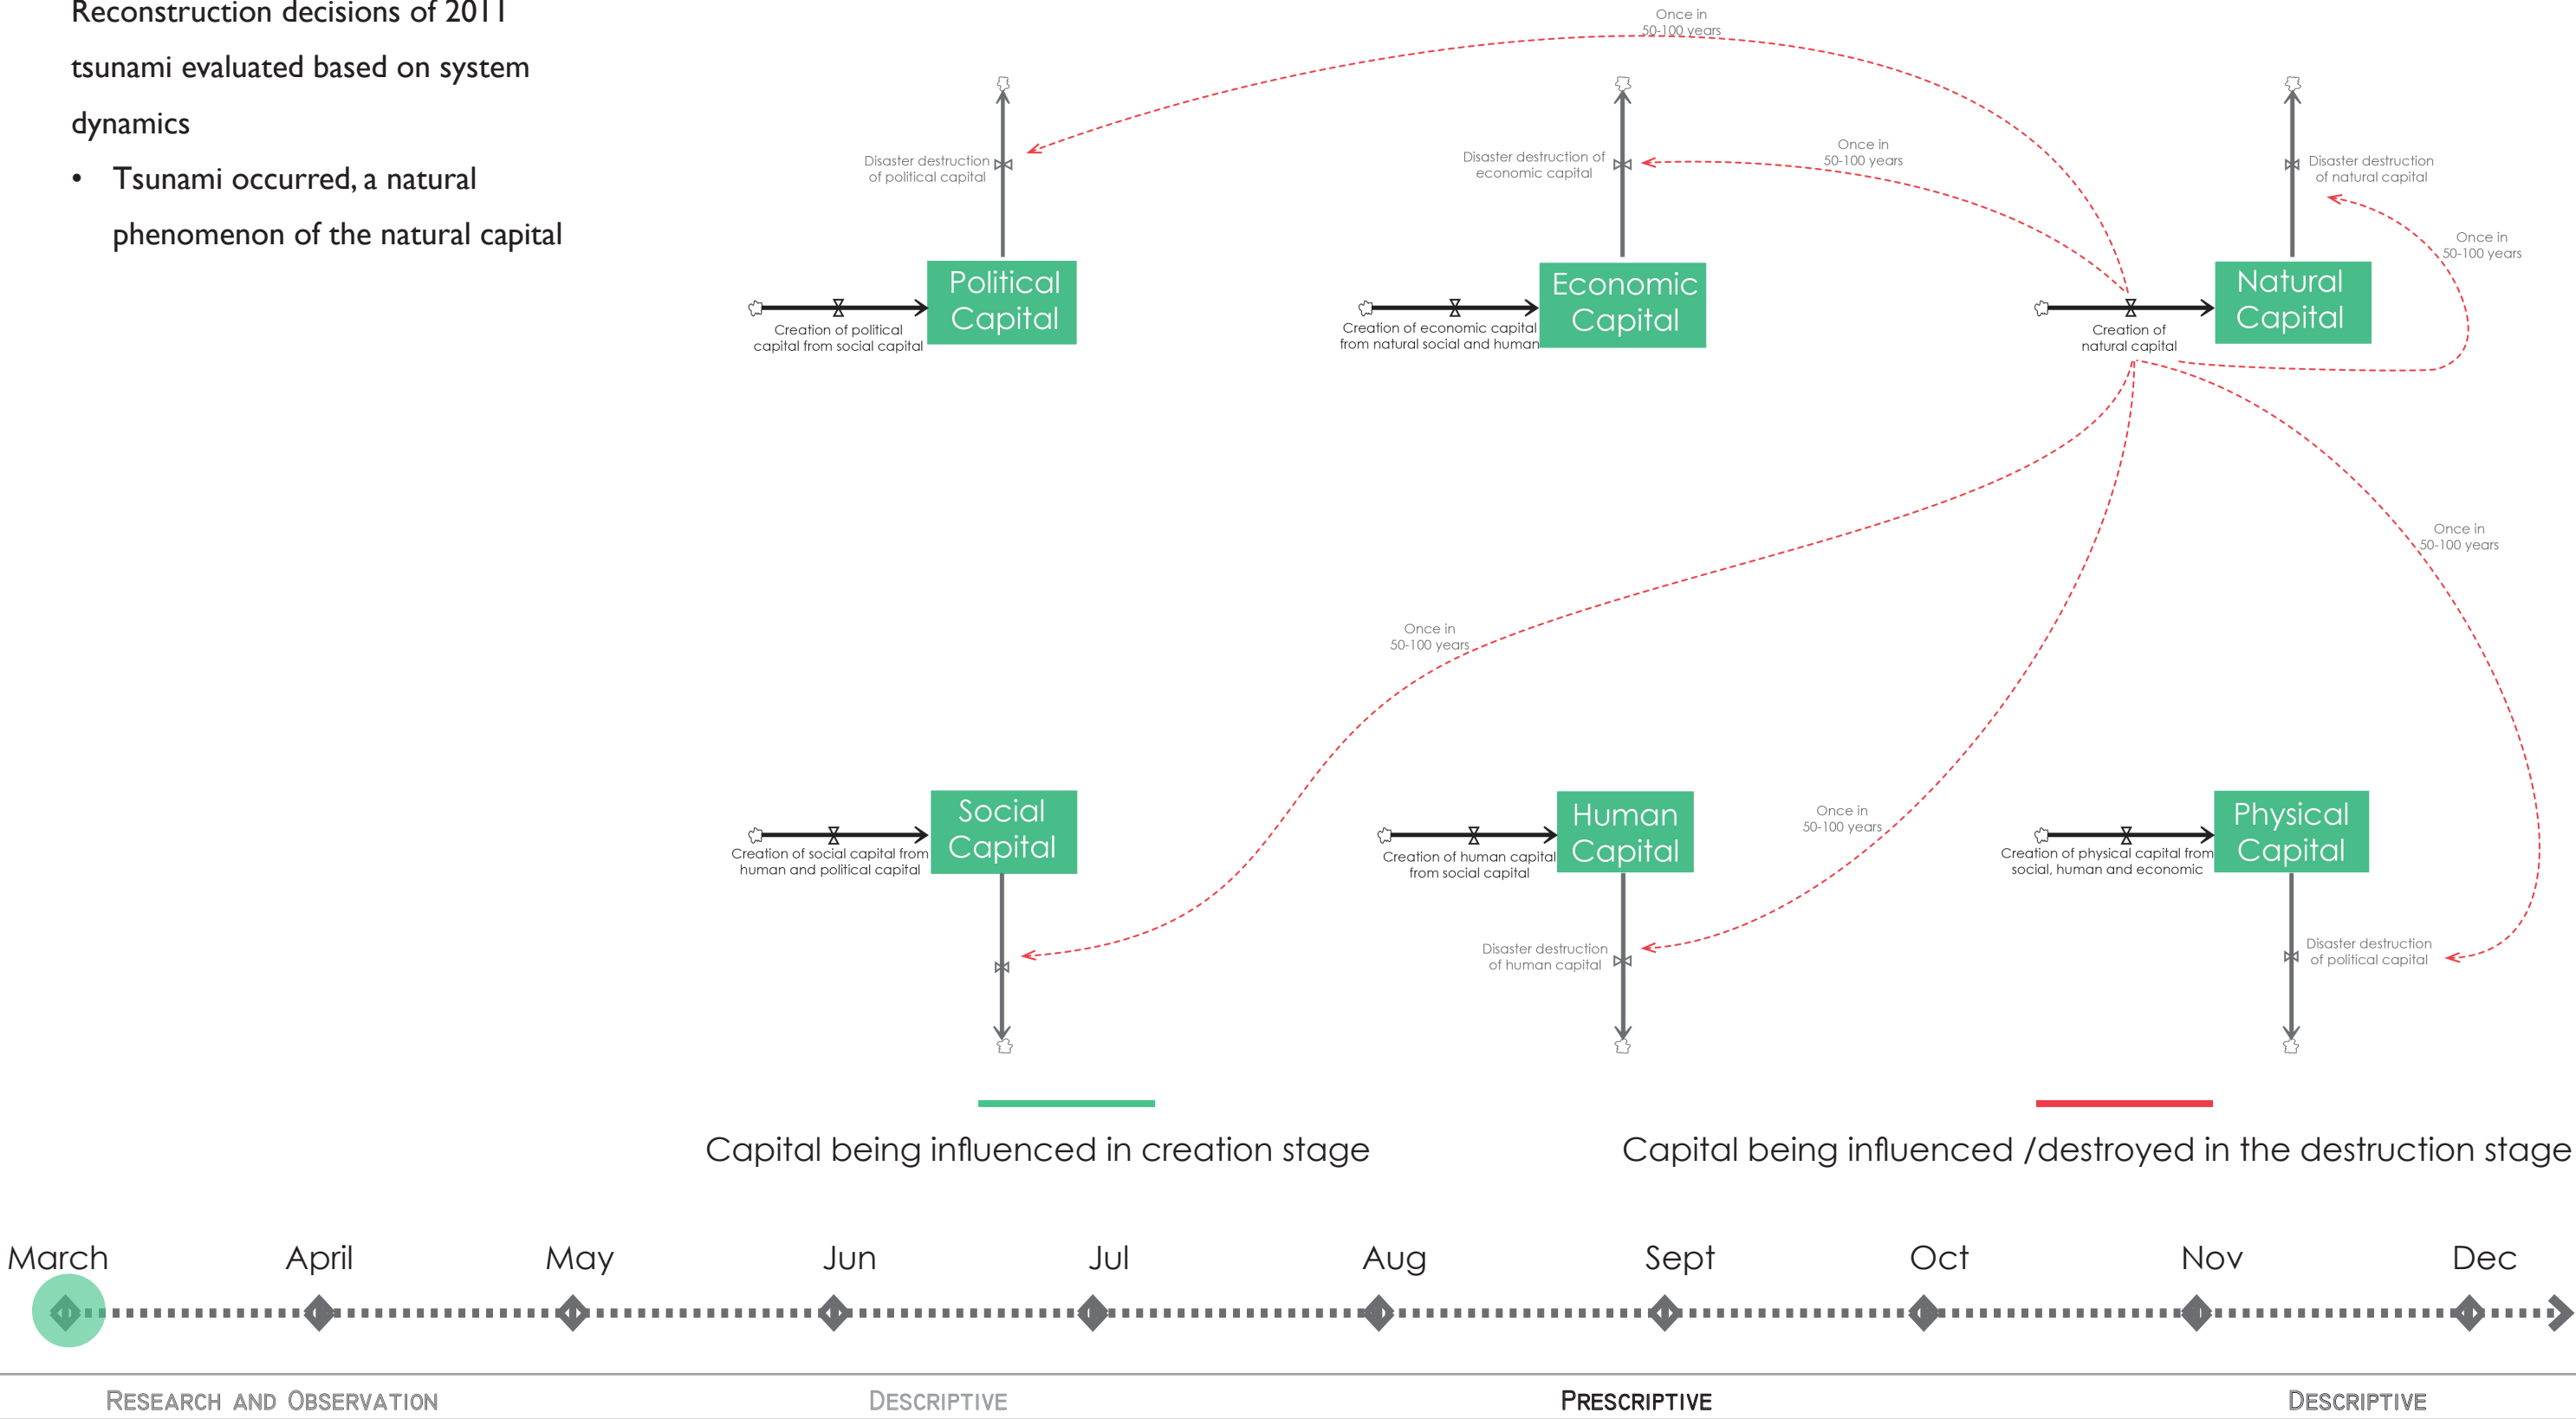 Reconstruction decisions of 2011
tsunami evaluated based on system
dynamics
• Tsunami occurred, a natural
phenomenon of the natural capital
Once in
50-100 years
Disaster destruction
of political capital
Disaster destruction of
economic capital
Once in
50-100 years
Disaster destruction
of natural capital
Once in
50-100 years
Political
Capital
Creation of political
capital from social capital
Economic
Capital
Creation of economic capital
from natural social and human
Natural
Capital
Creation of
natural capital
Once in
50-100 years
Once in
50-100 years
Once in
50-100 years
Social
Capital
Creation of social capital from
human and political capital
Human
Capital
Creation of human capital
from social capital
Physical
Capital
Creation of physical capital from
social, human and economic
Disaster destruction
of human capital
Disaster destruction
of political capital
Capital being influenced in creation stage
Capital being influenced /destroyed in the destruction stage
March April May Jun Jul Aug Sept Oct Nov Dec
Research and Observation Descriptive Prescriptive Descriptive